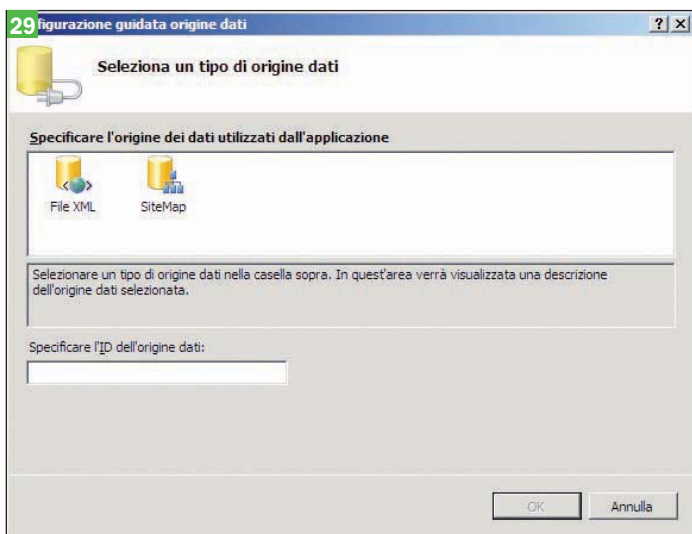 29
figurazione guidata origine dati
Seleziona un tipo di origine dati
Specificare l'origine dei dati utilizzati dall'applicazione
File XML
SiteMap
Selezionare un tipo di origine dati nella casella sopra. In quest'area verrà visualizzata una descrizione
dell'origine dati selezionata.
Specificare l'ID dell'origine dati:
OK
Annulla